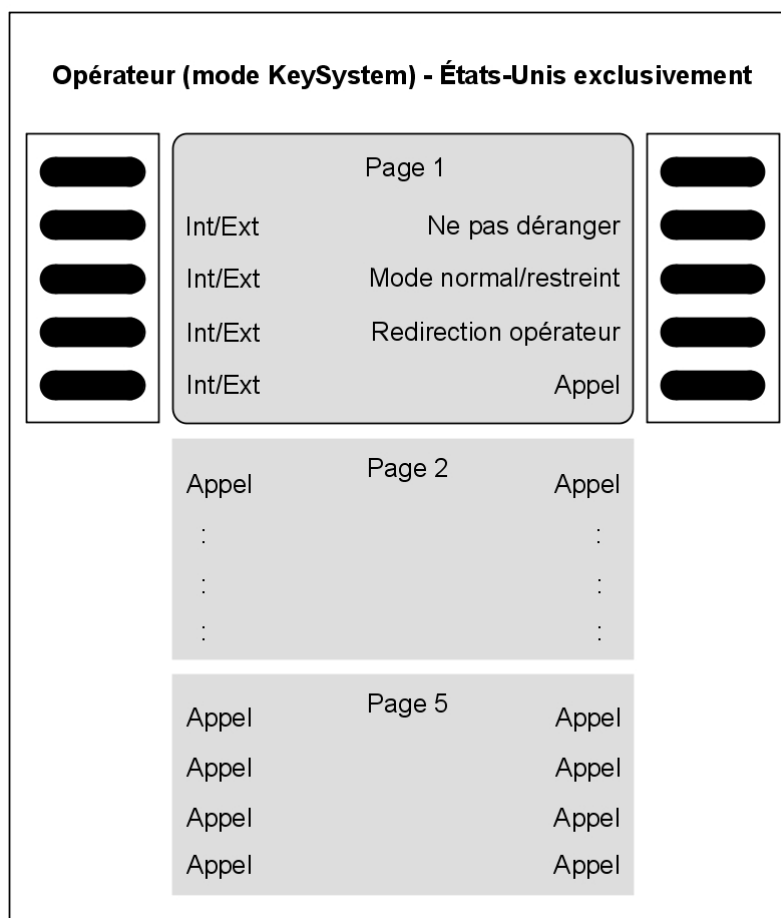 Opérateur (mode KeySystem) - États-Unis exclusivement
Page 1
Int/Ext Ne pas déranger
Int/Ext Mode normal/restreint
Int/Ext Redirection opérateur
Int/Ext Appel
Page 2
Appel Appel
: :
: :
: :
Page 5
Appel Appel
Appel Appel
Appel Appel
Appel Appel